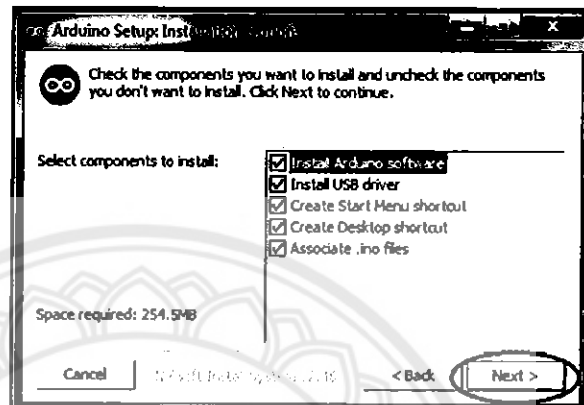 Arduino Setup:
Check the components you want to install and uncheck the components
you don't want to install. Click Next to continue.
Select components to install:
Install Arduino software
Install USB driver
Create Start Menu shortcut
Create Desktop shortcut
Associate .ino files
Space required: 254.5MB
Cancel
< Back
Next >